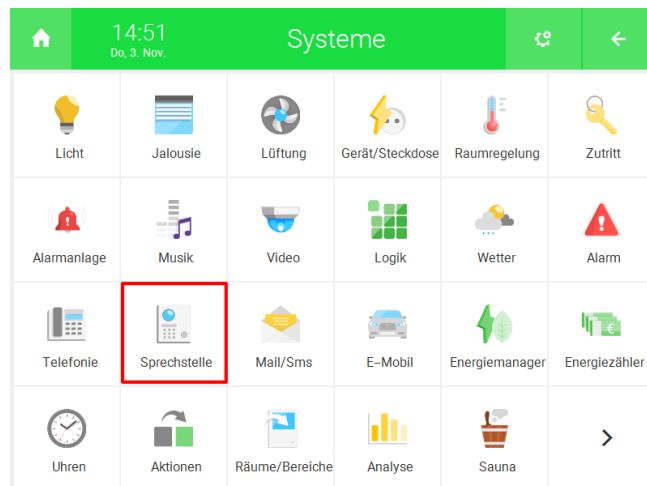 14:51
Do, 3. Nov.
Systeme
Licht
Jalousie
Lüftung
Gerät/Steckdose
Raumregelung
Zutritt
Alarmanlage
Musik
Video
Logik
Wetter
Alarm
Telefonie
Sprechstelle
Mail/Sms
E-Mobil
Energiemanager
Energiezähler
Uhren
Aktionen
Räume/Bereiche
Analyse
Sauna